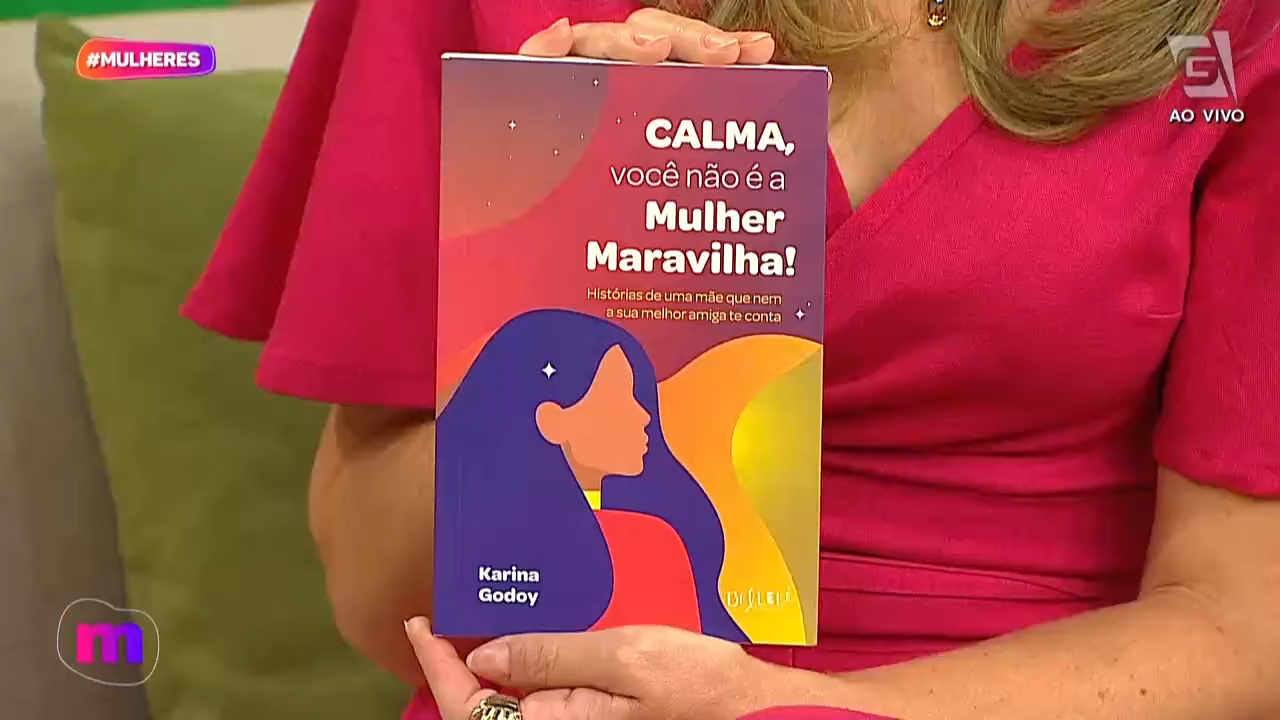 #MULHERES
G
AO VIVO
CALMA,
você não é a
Mulher
Maravilha!
Histórias de uma mãe que nem
a sua melhor amiga te conta
Karina
Godoy
m